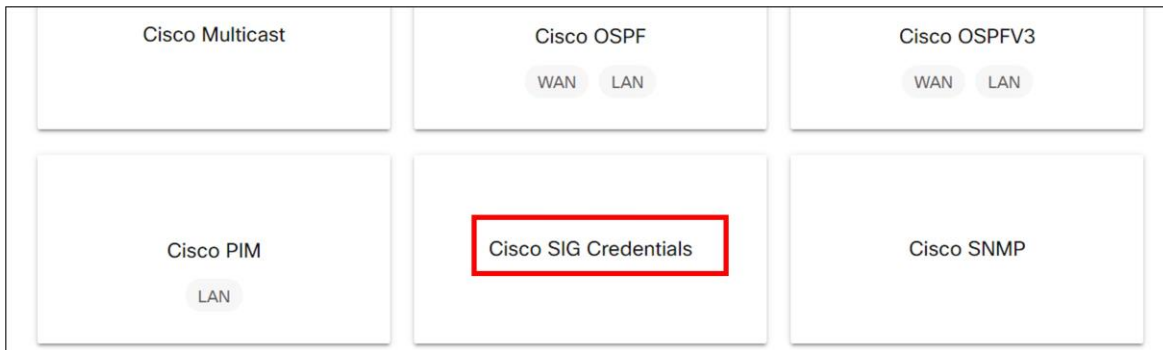 Cisco Multicast
Cisco OSPF
WAN LAN
Cisco OSPFV3
WAN LAN
Cisco PIM
LAN
Cisco SIG Credentials
Cisco SNMP